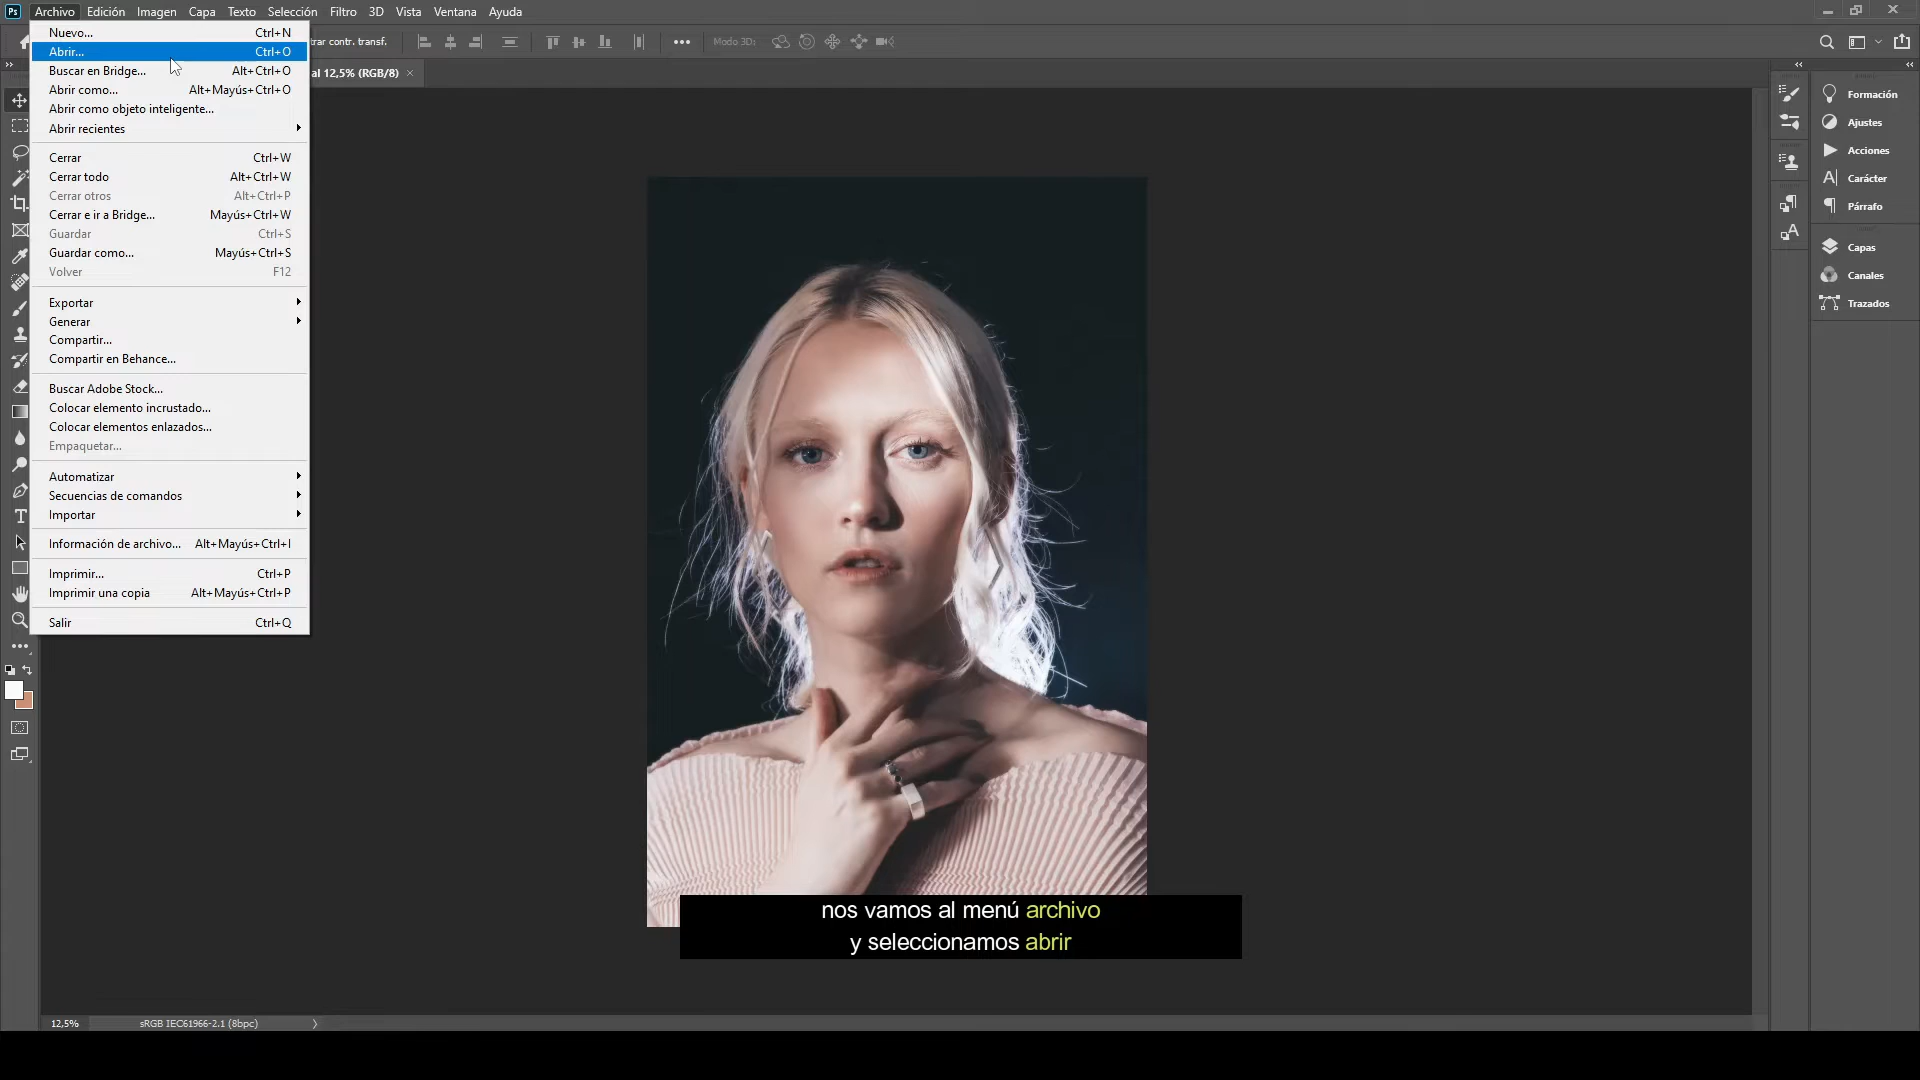 Ps Archivo Edición Imagen Capa Texto Selección Filtro 3D Vista Ventana Ayuda
trar contr. transf. Modo 3D:
al 12,5% (RGB/8) ×
Nuevo... Ctrl+N
Abrir... Ctrl+O
Buscar en Bridge... Alt+Ctrl+O
Abrir como... Alt+Mayús+Ctrl+O
Abrir como objeto inteligente...
Abrir recientes
Cerrar Ctrl+W
Cerrar todo Alt+Ctrl+W
Cerrar otros Alt+Ctrl+P
Cerrar e ir a Bridge... Mayús+Ctrl+W
Guardar Ctrl+S
Guardar como... Mayús+Ctrl+S
Volver F12
Exportar
Generar
Compartir...
Compartir en Behance...
Buscar Adobe Stock...
Colocar elemento incrustado...
Colocar elementos enlazados...
Empaquetar...
Automatizar
Secuencias de comandos
Importar
Información de archivo... Alt+Mayús+Ctrl+I
Imprimir... Ctrl+P
Imprimir una copia Alt+Mayús+Ctrl+P
Salir Ctrl+Q
Formación
Ajustes
Acciones
Carácter
Párrafo
Capas
Canales
Trazados
nos vamos al menú archivo
y seleccionamos abrir
12,5% sRGB IEC61966-2.1 (8bpc)